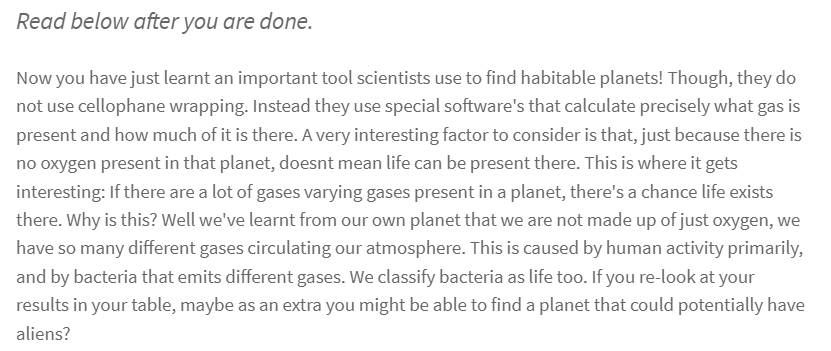 Read below after you are done.
Now you have just learnt an important tool scientists use to find habitable planets! Though, they do
not use cellophane wrapping. Instead they use special software's that calculate precisely what gas is
present and how much of it is there. A very interesting factor to consider is that, just because there is
no oxygen present in that planet, doesnt mean life can be present there. This is where it gets
interesting: If there are a lot of gases varying gases present in a planet, there's a chance life exists
there. Why is this? Well we've learnt from our own planet that we are not made up of just oxygen, we
have so many different gases circulating our atmosphere. This is caused by human activity primarily,
and by bacteria that emits different gases. We classify bacteria as life too. If you re-look at your
results in your table, maybe as an extra you might be able to find a planet that could potentially have
aliens?